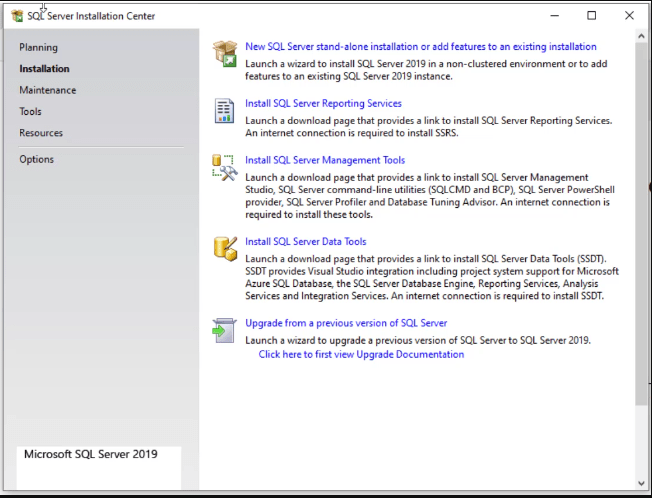 SQL Server Installation Center
Planning
Installation
Maintenance
Tools
Resources
Options
New SQL Server stand-alone installation or add features to an existing installation
Launch a wizard to install SQL Server 2019 in a non-clustered environment or to add
features to an existing SQL Server 2019 instance.
Install SQL Server Reporting Services
Launch a download page that provides a link to install SQL Server Reporting Services.
An internet connection is required to install SSRS.
Install SQL Server Management Tools
Launch a download page that provides a link to install SQL Server Management
Studio, SQL Server command-line utilities (SQLCMD and BCP), SQL Server PowerShell
provider, SQL Server Profiler and Database Tuning Advisor. An internet connection is
required to install these tools.
Install SQL Server Data Tools
Launch a download page that provides a link to install SQL Server Data Tools (SSDT).
SSDT provides Visual Studio integration including project system support for Microsoft
Azure SQL Database, the SQL Server Database Engine, Reporting Services, Analysis
Services and Integration Services. An internet connection is required to install SSDT.
Upgrade from a previous version of SQL Server
Launch a wizard to upgrade a previous version of SQL Server to SQL Server 2019.
Click here to first view Upgrade Documentation
Microsoft SQL Server 2019